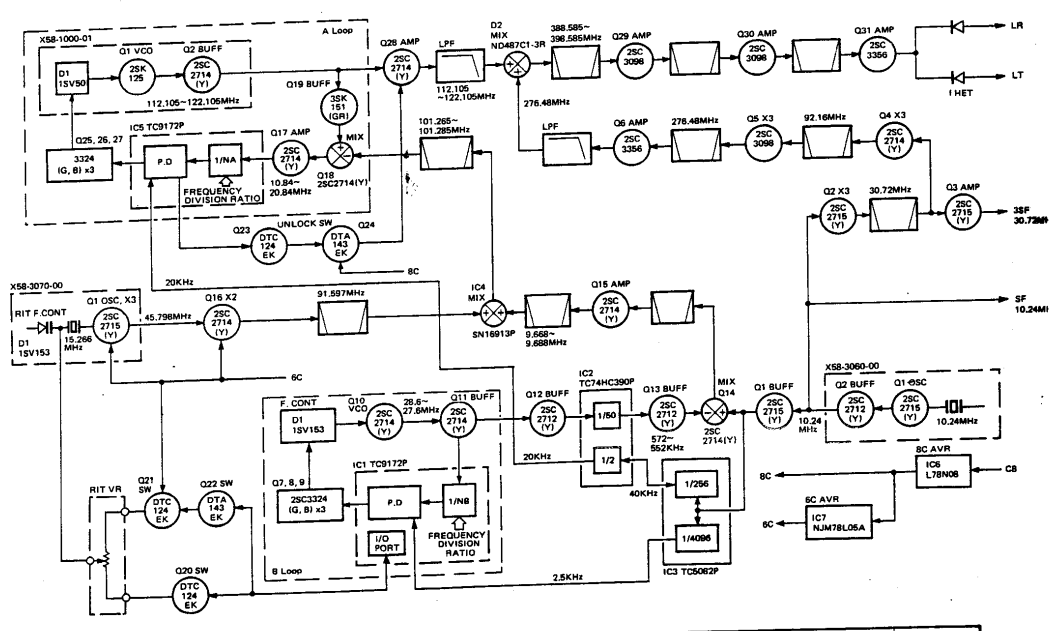 X58-1000-01
A Loop
Q1 VCO
Q2 BUFF
D1
1SV50
2SK
125
2SC
2714
(Y)
112.105~122.105MHz
Q28 AMP
2SC
2714
(Y)
LPF
112.105
~122.105MHz
D2
MIX
ND487C1-3R
388.585~
398.585MHz
Q29 AMP
2SC
3098
Q30 AMP
2SC
3098
Q31 AMP
2SC
3356
LR
LT
! HET
Q19 BUFF
3SK
151
(GR)
MIX
Q18
2SC2714(Y)
Q17 AMP
2SC
2714
(Y)
10.84~
20.84MHz
Q25, 26, 27
3324
(G, B) x3
IC5 TC9172P
P.D
1/NA
FREQUENCY
DIVISION RATIO
101.265~
101.285MHz
276.48MHz
LPF
Q6 AMP
2SC
3356
276.48MHz
Q5 X3
2SC
3098
92.16MHz
Q4 X3
2SC
2714
(Y)
UNLOCK SW
Q23
DTC
124
EK
Q24
DTA
143
EK
8C
20KHz
Q2 X3
2SC
2715
(Y)
30.72MHz
Q3 AMP
2SC
2715
(Y)
3SF
30.72MH
X58-3070-00
RIT F.CONT
D1
1SV153
15.266
MHz
Q1 OSC, X3
2SC
2715
(Y)
45.798MHz
Q16 X2
2SC
2714
(Y)
91.597MHz
IC4
MIX
SN16913P
9.668~
9.688MHz
Q15 AMP
2SC
2714
(Y)
SF
10.24MH
6C
F. CONT
D1
1SV153
Q10
VCO
2SC
2714
(Y)
28.6~
27.6MHz
Q11 BUFF
2SC
2714
(Y)
Q12 BUFF
2SC
2712
(Y)
IC2
TC74HC390P
1/50
1/2
Q13 BUFF
2SC
2712
(Y)
572~
552KHz
MIX
Q14
2SC
2714(Y)
Q1 BUFF
2SC
2715
(Y)
10.24
MHz
X58-3060-00
Q2 BUFF
2SC
2712
(Y)
Q1 OSC
2SC
2715
(Y)
10.24MHz
20KHz
40KHz
1/256
1/4096
IC3 TC5082P
2.5KHz
Q7, 8, 9
2SC3324
(G, B) x3
IC1 TC9172P
P.D
1/NB
FREQUENCY
DIVISION
RATIO
I/O
PORT
B Loop
RIT VR
Q21
SW
DTC
124
EK
Q22 SW
DTA
143
EK
Q20 SW
DTC
124
EK
8C
8C AVR
IC6
L78N08
C8
6C
6C AVR
IC7
NJM78L05A